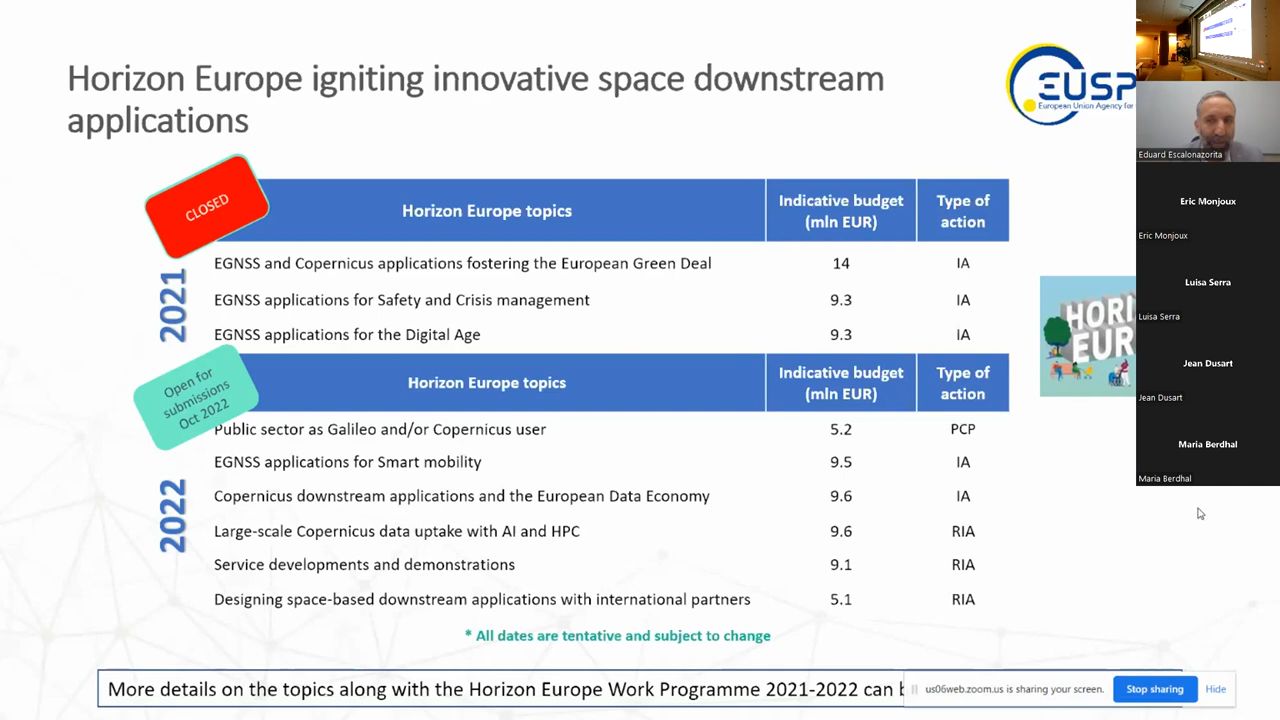 Horizon Europe igniting innovative space downstream
applications
EUSP
European Union Agency for
CLOSED
Horizon Europe topics
Indicative budget
(mln EUR)
Type of
action
2021
EGNSS and Copernicus applications fostering the European Green Deal
14
IA
EGNSS applications for Safety and Crisis management
9.3
IA
EGNSS applications for the Digital Age
9.3
IA
Open for
submissions
Oct 2022
Horizon Europe topics
Indicative budget
(mln EUR)
Type of
action
2022
Public sector as Galileo and/or Copernicus user
5.2
PCP
EGNSS applications for Smart mobility
9.5
IA
Copernicus downstream applications and the European Data Economy
9.6
IA
Large-scale Copernicus data uptake with AI and HPC
9.6
RIA
Service developments and demonstrations
9.1
RIA
Designing space-based downstream applications with international partners
5.1
RIA
* All dates are tentative and subject to change
More details on the topics along with the Horizon Europe Work Programme 2021-2022 can
HORI
EUR
Eduard Escalonazorita
Eric Monjoux
Eric Monjoux
Luisa Serra
Luisa Serra
Jean Dusart
Jean Dusart
Maria Berdhal
Maria Berdhal
us06web.zoom.us is sharing your screen.
Stop sharing
Hide